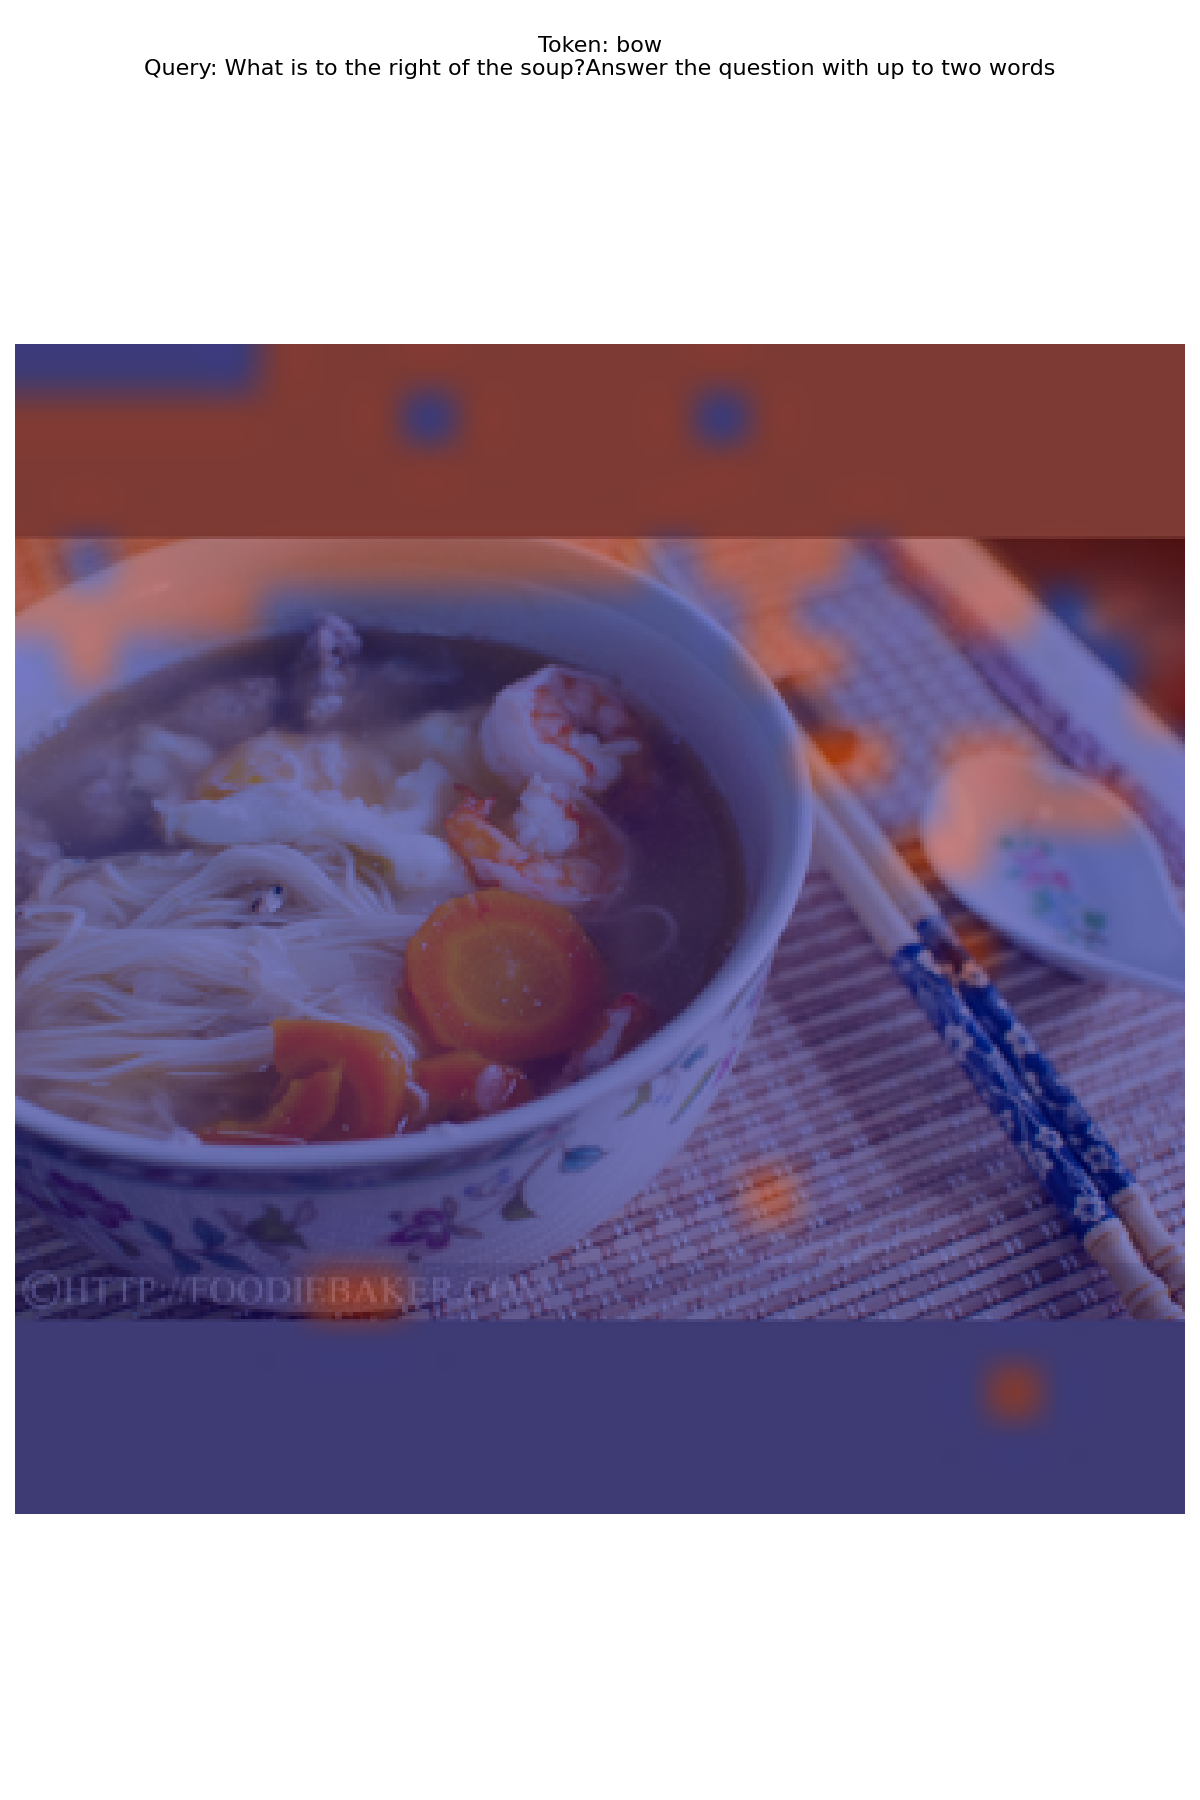 Token: bow
Query: What is to the right of the soup?Answer the question with up to two words
©HTTP://FOODIEBAKER.COM